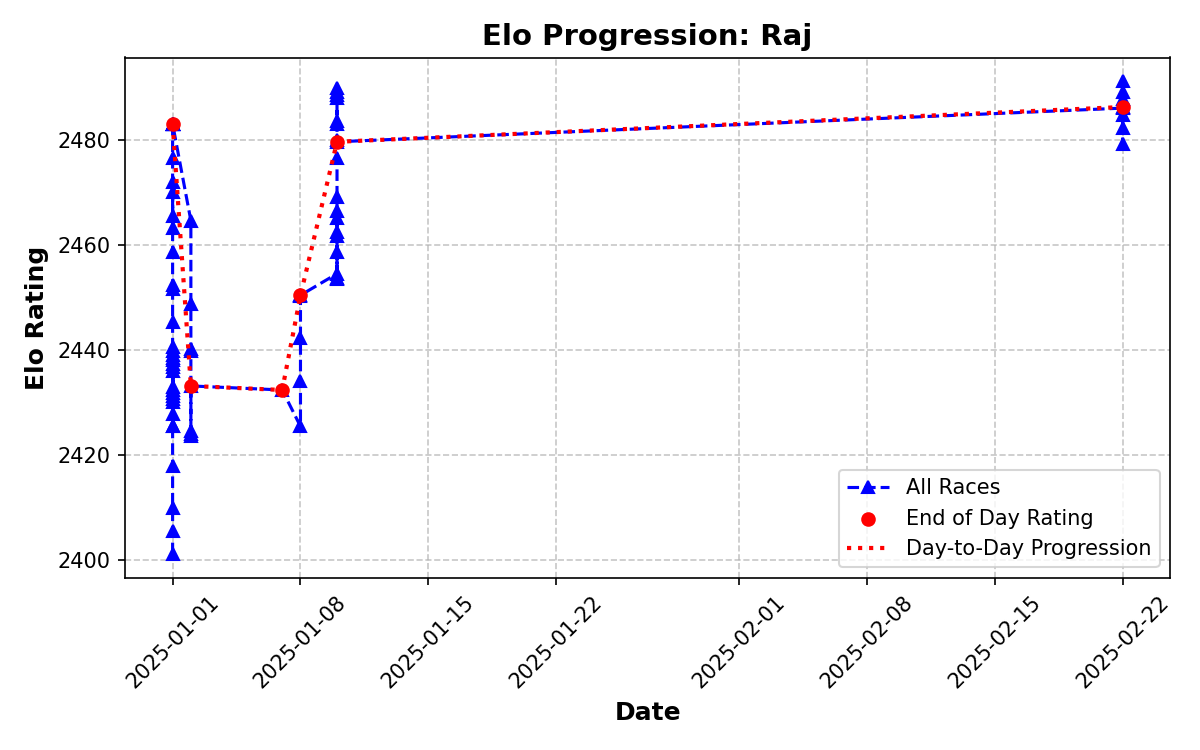 Elo Progression: Raj
Elo Rating
2480
2460
2440
2420
2400
All Races
End of Day Rating
Day-to-Day Progression
2025-01-01
2025-01-08
2025-01-15
2025-01-22
2025-02-01
2025-02-08
2025-02-15
2025-02-22
Date